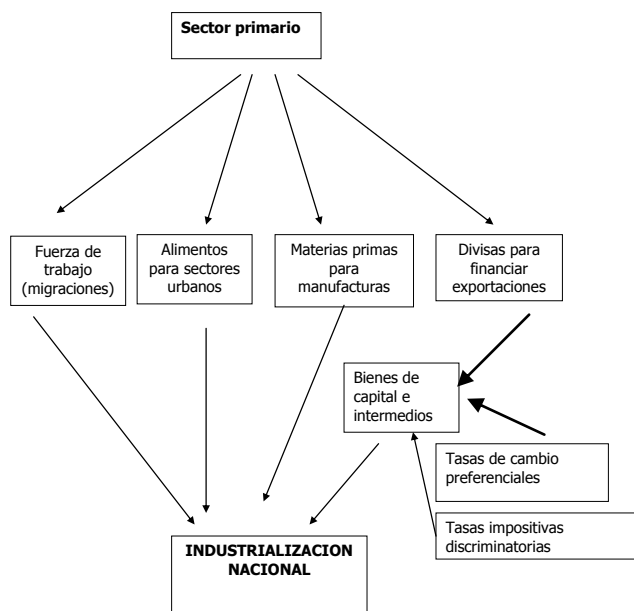 Sector primario
Fuerza de
trabajo
(migraciones)
Alimentos
para sectores
urbanos
Materias primas
para
manufacturas
Divisas para
financiar
exportaciones
Bienes de
capital e
intermedios
Tasas de cambio
preferenciales
Tasas impositivas
discriminatorias
INDUSTRIALIZACION
NACIONAL